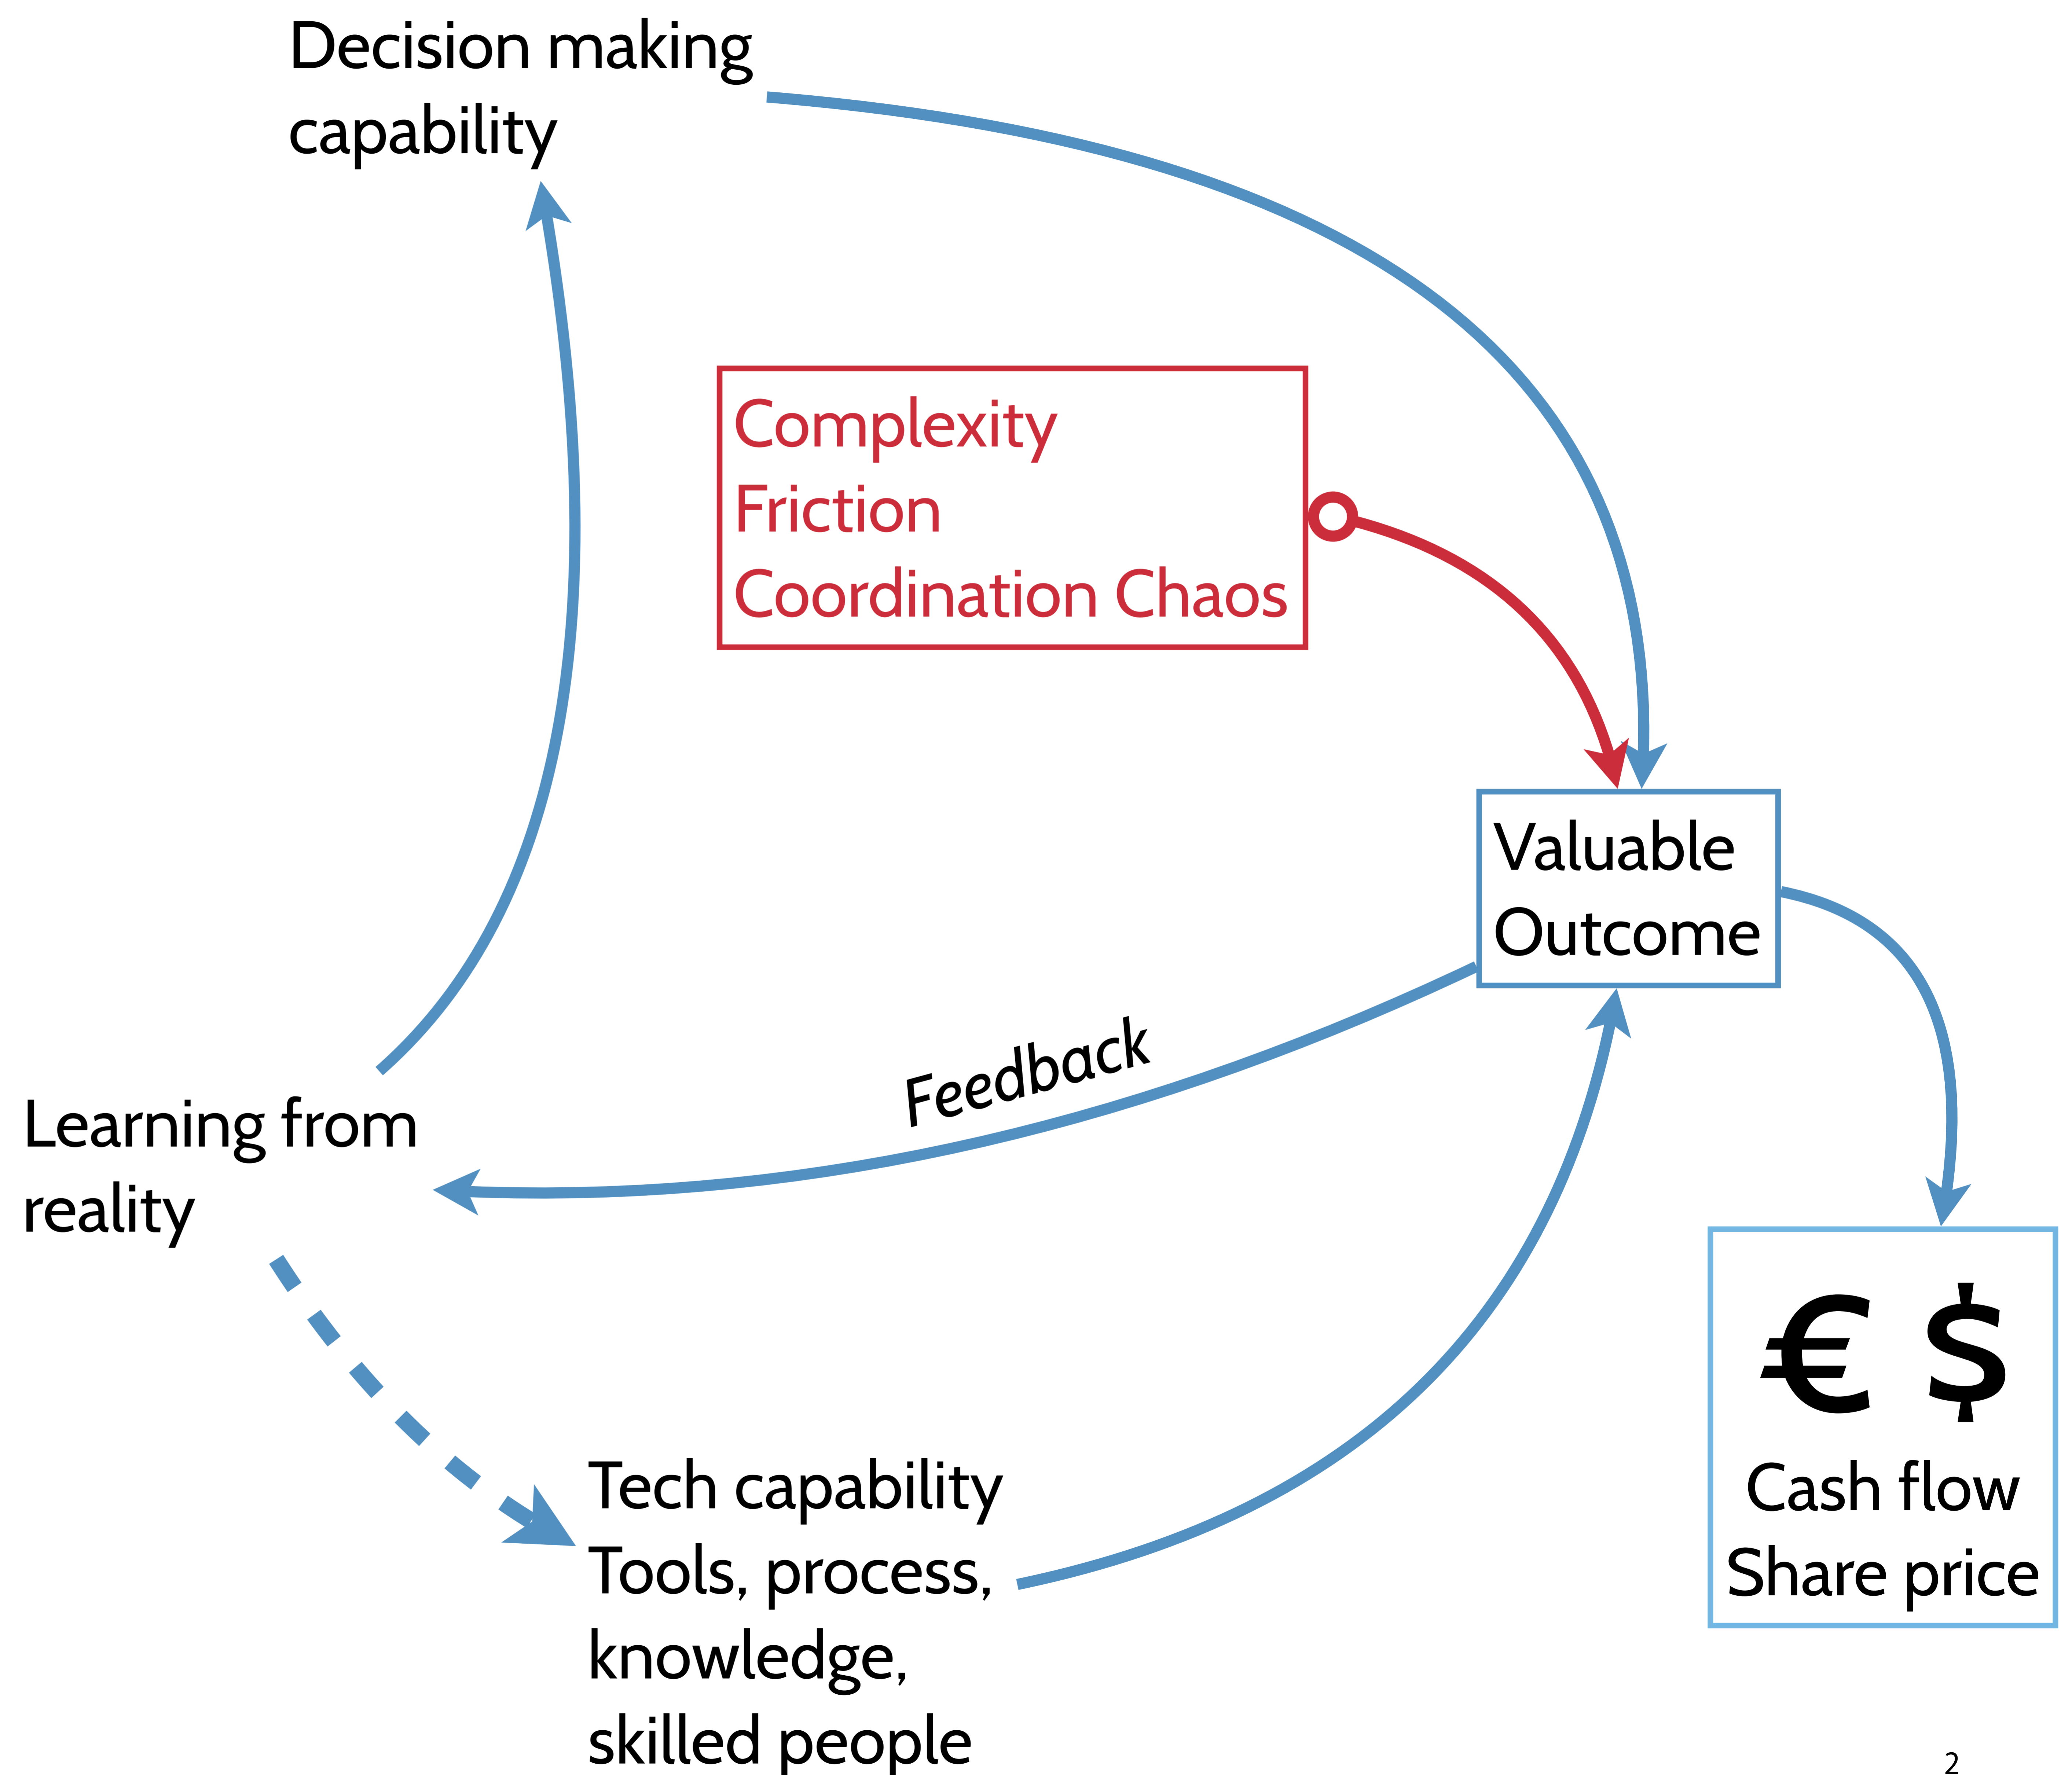 Decision making
capability
Complexity
Friction
Coordination Chaos
Valuable
Outcome
Feedback
Learning from
reality
€ $
Cash flow
Share price
Tech capability
Tools, process,
knowledge,
skilled people
2